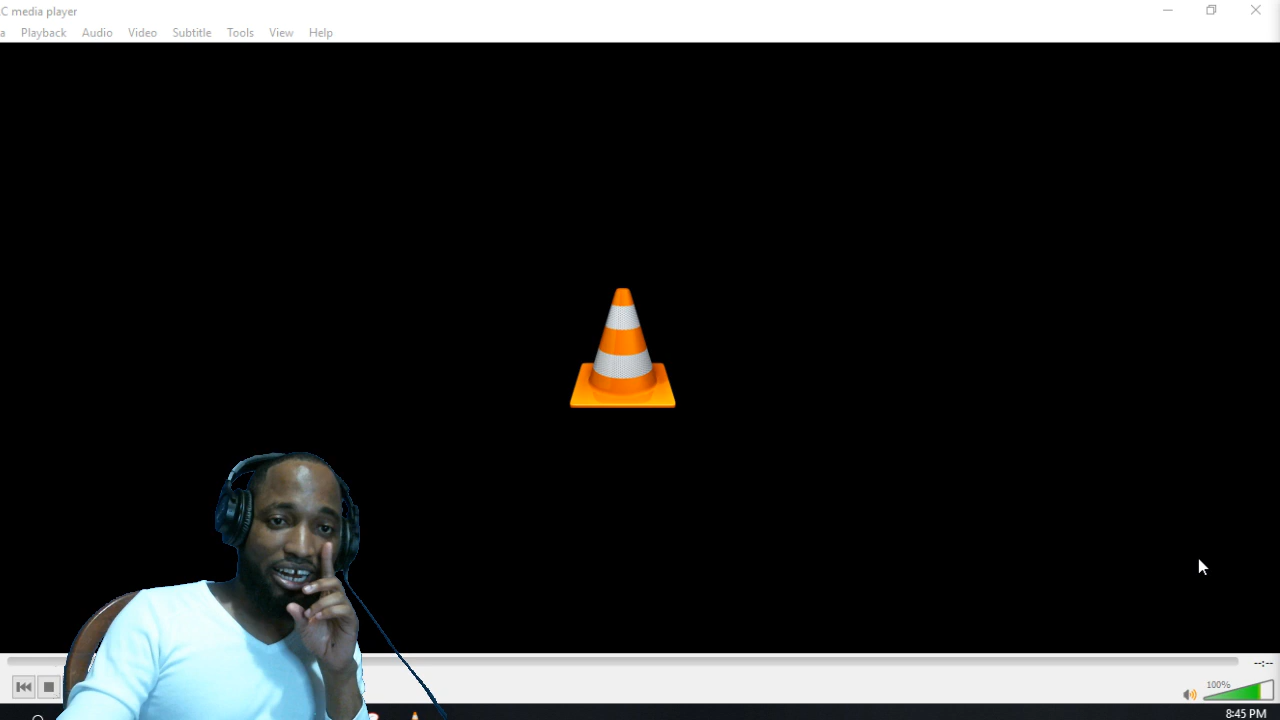 C media player
a Playback Audio Video Subtitle Tools View Help
--:--
100%
8:45 PM